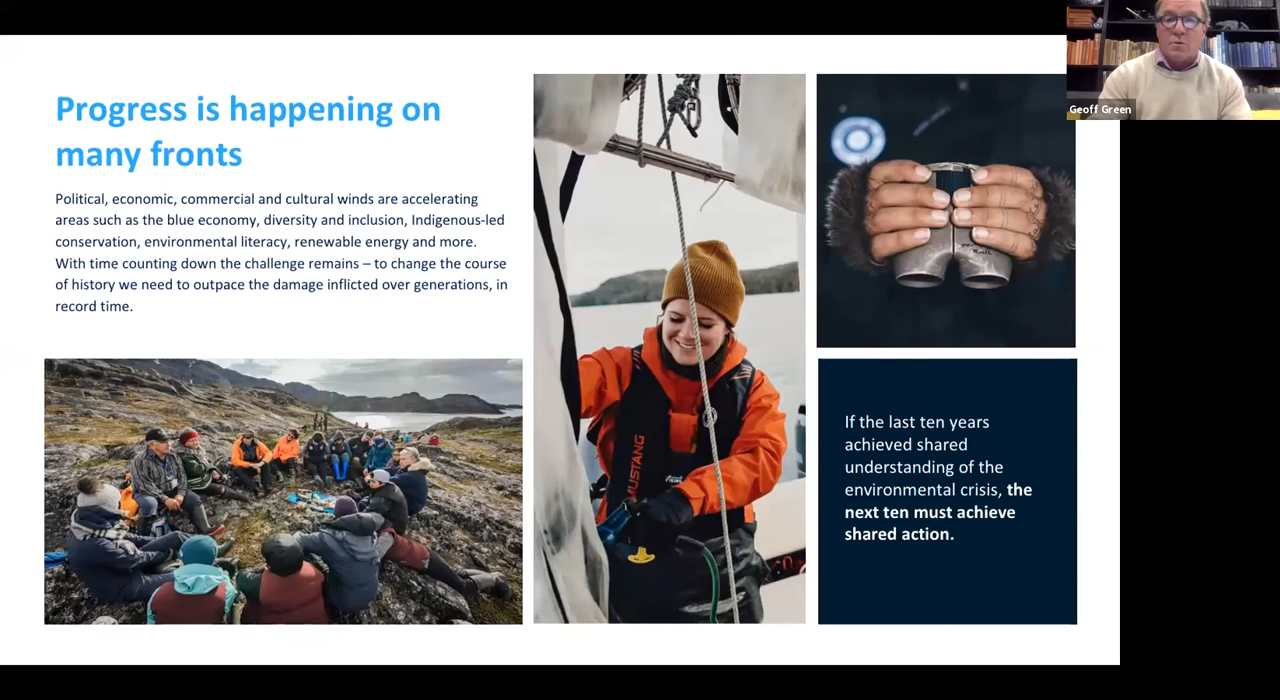 Progress is happening on
many fronts
Political, economic, commercial and cultural winds are accelerating
areas such as the blue economy, diversity and inclusion, Indigenous-led
conservation, environmental literacy, renewable energy and more.
With time counting down the challenge remains – to change the course
of history we need to outpace the damage inflicted over generations, in
record time.
MUSTANG
If the last ten years
achieved shared
understanding of the
environmental crisis, the
next ten must achieve
shared action.
Geoff Green